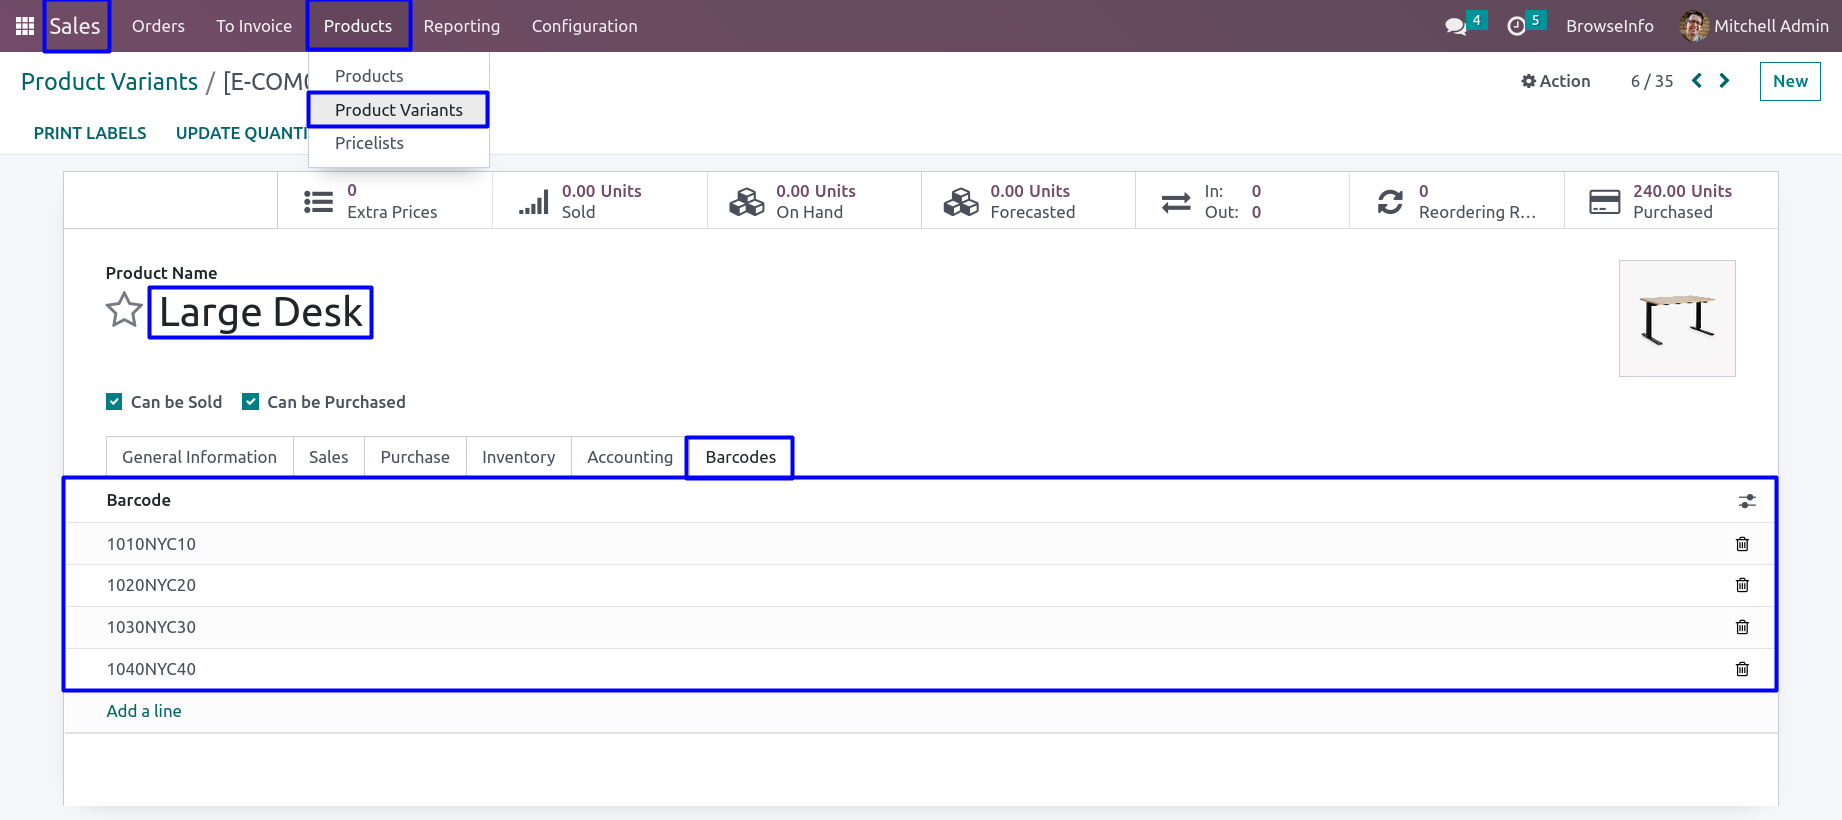 Sales Orders To Invoice Products Reporting Configuration 4 5 BrowseInfo Mitchell Admin
Products
Product Variants
Pricelists
Product Variants / [E-COM
Action 6 / 35 New
PRINT LABELS UPDATE QUANTI
0 Extra Prices
0.00 Units Sold
0.00 Units On Hand
0.00 Units Forecasted
In: 0
Out: 0
0 Reordering R...
240.00 Units Purchased
Product Name
Large Desk
Can be Sold Can be Purchased
General Information Sales Purchase Inventory Accounting Barcodes
Barcode
1010NYC10
1020NYC20
1030NYC30
1040NYC40
Add a line